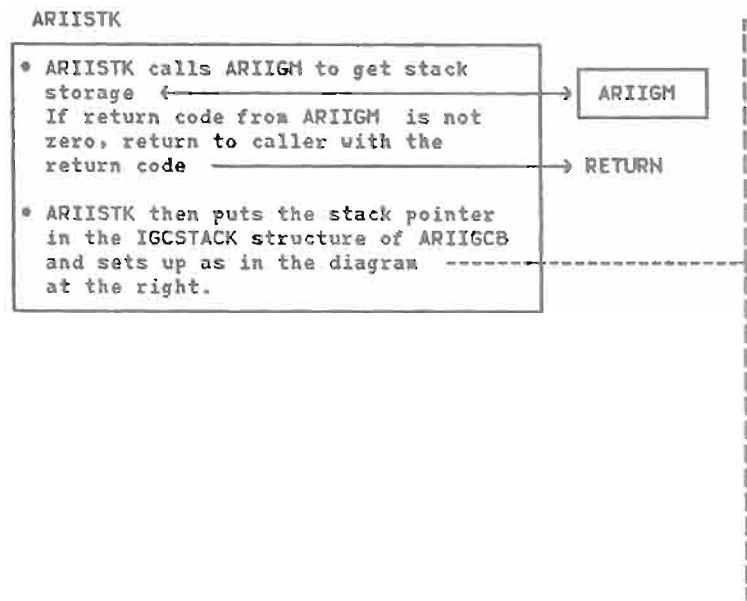 ARIISTK
• ARIISTK calls ARIIGM to get stack
storage
ARIIGM
If return code from ARIIGM is not
zero, return to caller with the
return code
RETURN
• ARIISTK then puts the stack pointer
in the IGCSTACK structure of ARIIGCB
and sets up as in the diagram
at the right.